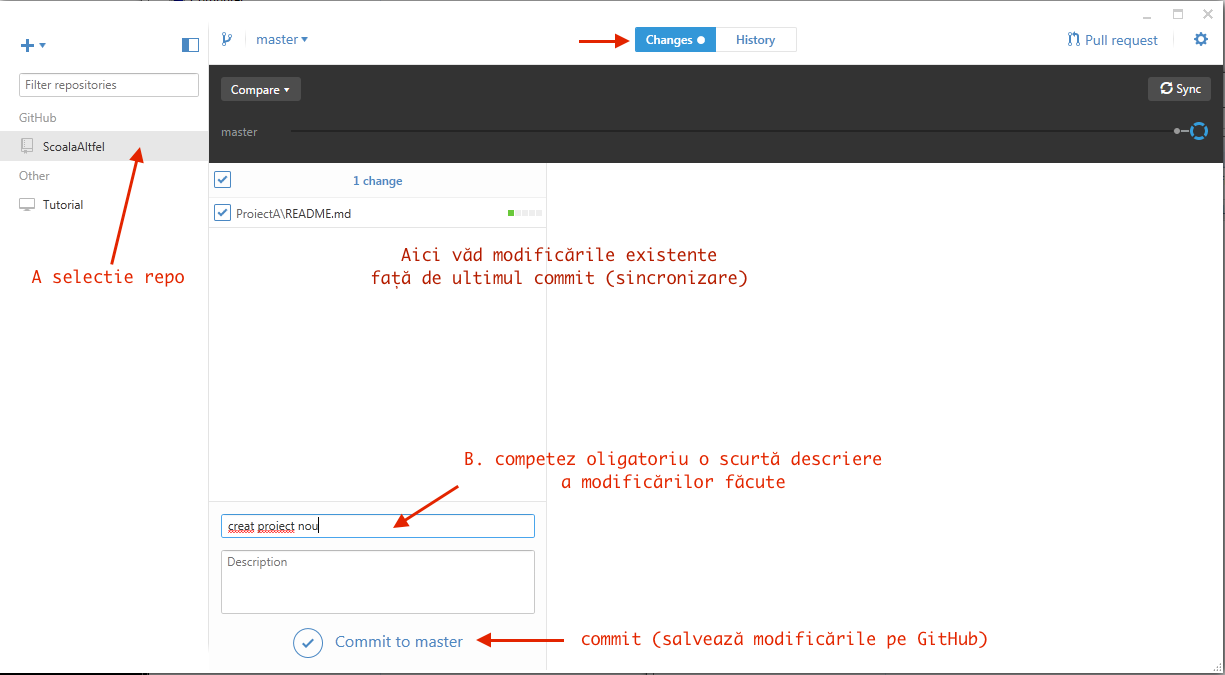 master
Changes
History
Pull request
Filter repositories
Compare
Sync
GitHub
master
ScoalaAltfel
Other
1 change
Tutorial
ProiectA\README.md
Aici văd modificările existente
față de ultimul commit (sincronizare)
A selectie repo
B. competez oligatoriu o scurtă descriere
a modificărilor făcute
creat proiect nou
Description
Commit to master
commit (salvează modificările pe GitHub)